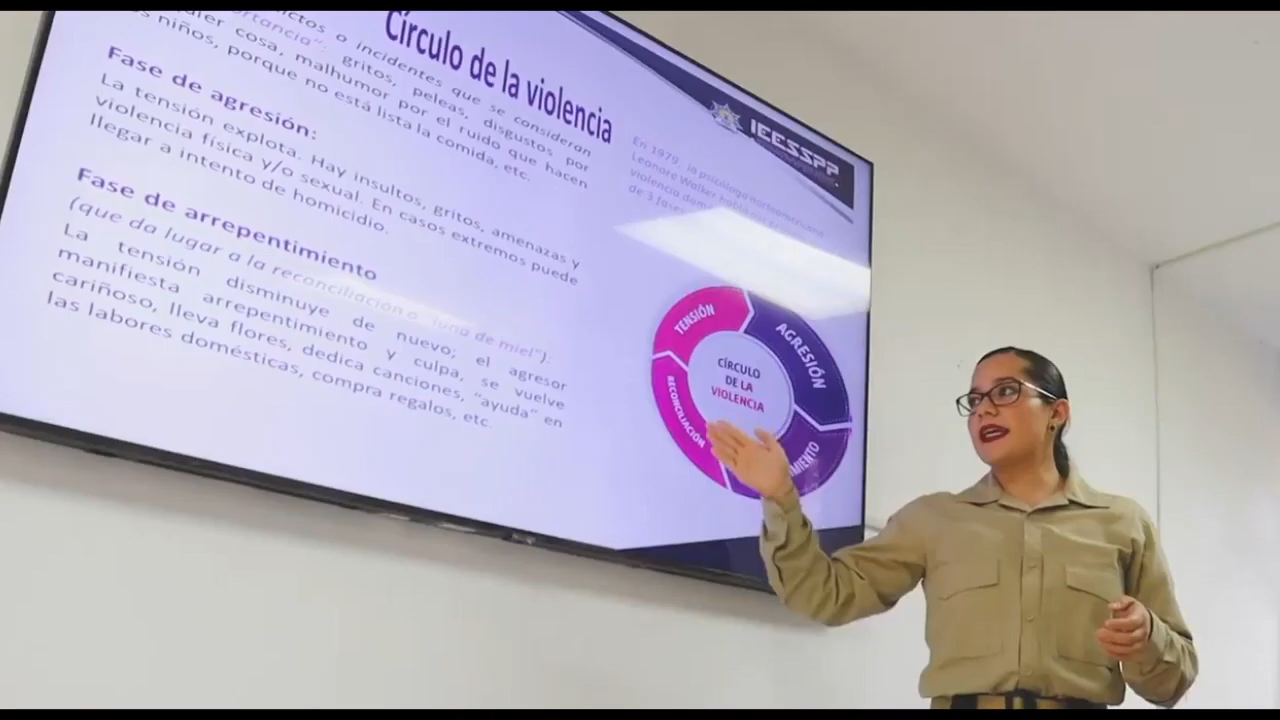 Círculo de la violencia
o incidentes que se consideran
gritos, peleas, disgustos por
cosa, malhumor por el ruido que hacen
niños, porque no está lista la comida, etc.
Fase de agresión:
La tensión explota. Hay insultos, gritos, amenazas y
violencia física y/o sexual. En casos extremos puede
llegar a intento de homicidio.
Fase de arrepentimiento
(que da lugar a la reconciliación o "luna de miel"):
La tensión disminuye de nuevo; el agresor
manifiesta arrepentimiento y culpa, se vuelve
cariñoso, lleva flores, dedica canciones, "ayuda" en
las labores domésticas, compra regalos, etc.
IEESSPP
En 1979, la psicóloga norteamericana
Leonore Walker
violencia
de 3 fases
TENSIÓN
AGRESIÓN
RECONCILIACIÓN
CÍRCULO
DE LA
VIOLENCIA